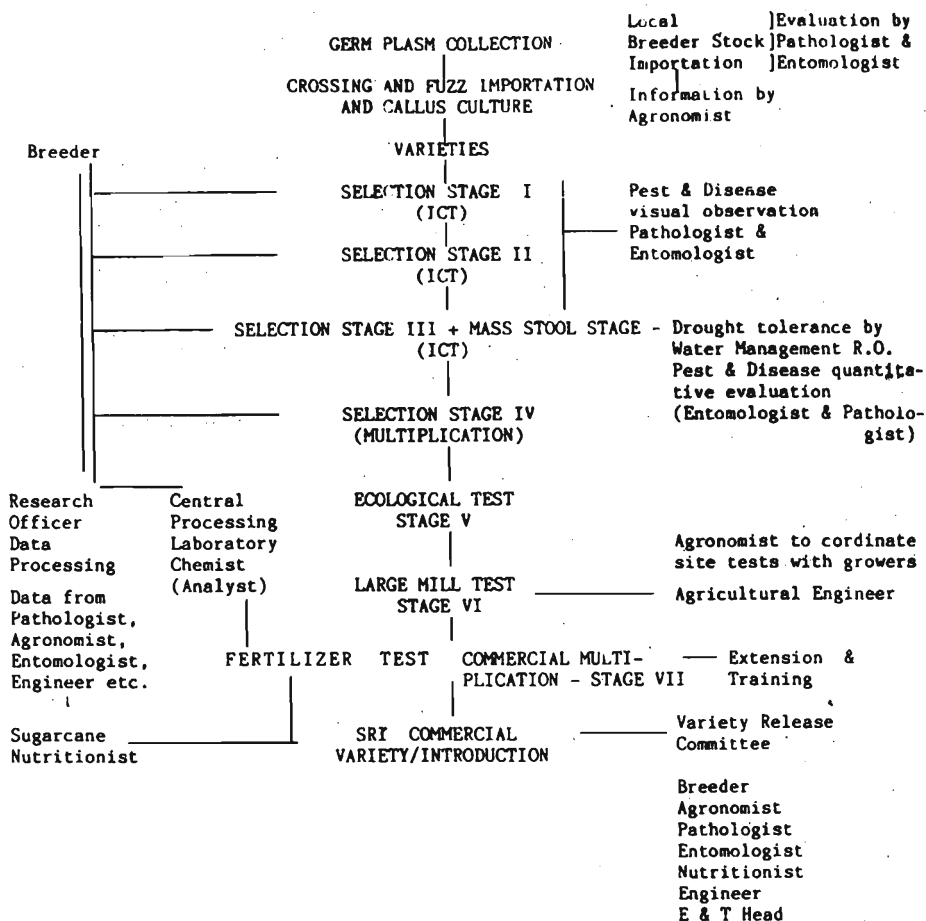 GERM PLASM COLLECTION
Local ]Evaluation by
Breeder Stock]Pathologist &
Importation ]Entomologist
Information by
Agronomist
CROSSING AND FUZZ IMPORTATION
AND CALLUS CULTURE
VARIETIES
Breeder
SELECTION STAGE I
(ICT)
Pest & Disease
visual observation
Pathologist &
Entomologist
SELECTION STAGE II
(ICT)
SELECTION STAGE III + MASS STOOL STAGE -
(ICT)
Drought tolerance by
Water Management R.O.
Pest & Disease quantita-
tive evaluation
(Entomologist & Patholo-
gist)
SELECTION STAGE IV
(MULTIPLICATION)
Research
Officer
Data
Processing
Central
Processing
Laboratory
Chemist
(Analyst)
ECOLOGICAL TEST
STAGE V
Agronomist to cordinate
site tests with growers
LARGE MILL TEST
STAGE VI
Agricultural Engineer
Data from
Pathologist,
Agronomist,
Entomologist,
Engineer etc.
FERTILIZER TEST
COMMERCIAL MULTI-
PLICATION - STAGE VII
Extension &
Training
Sugarcane
Nutritionist
SRI COMMERCIAL
VARIETY/INTRODUCTION
Variety Release
Committee
Breeder
Agronomist
Pathologist
Entomologist
Nutritionist
Engineer
E & T Head